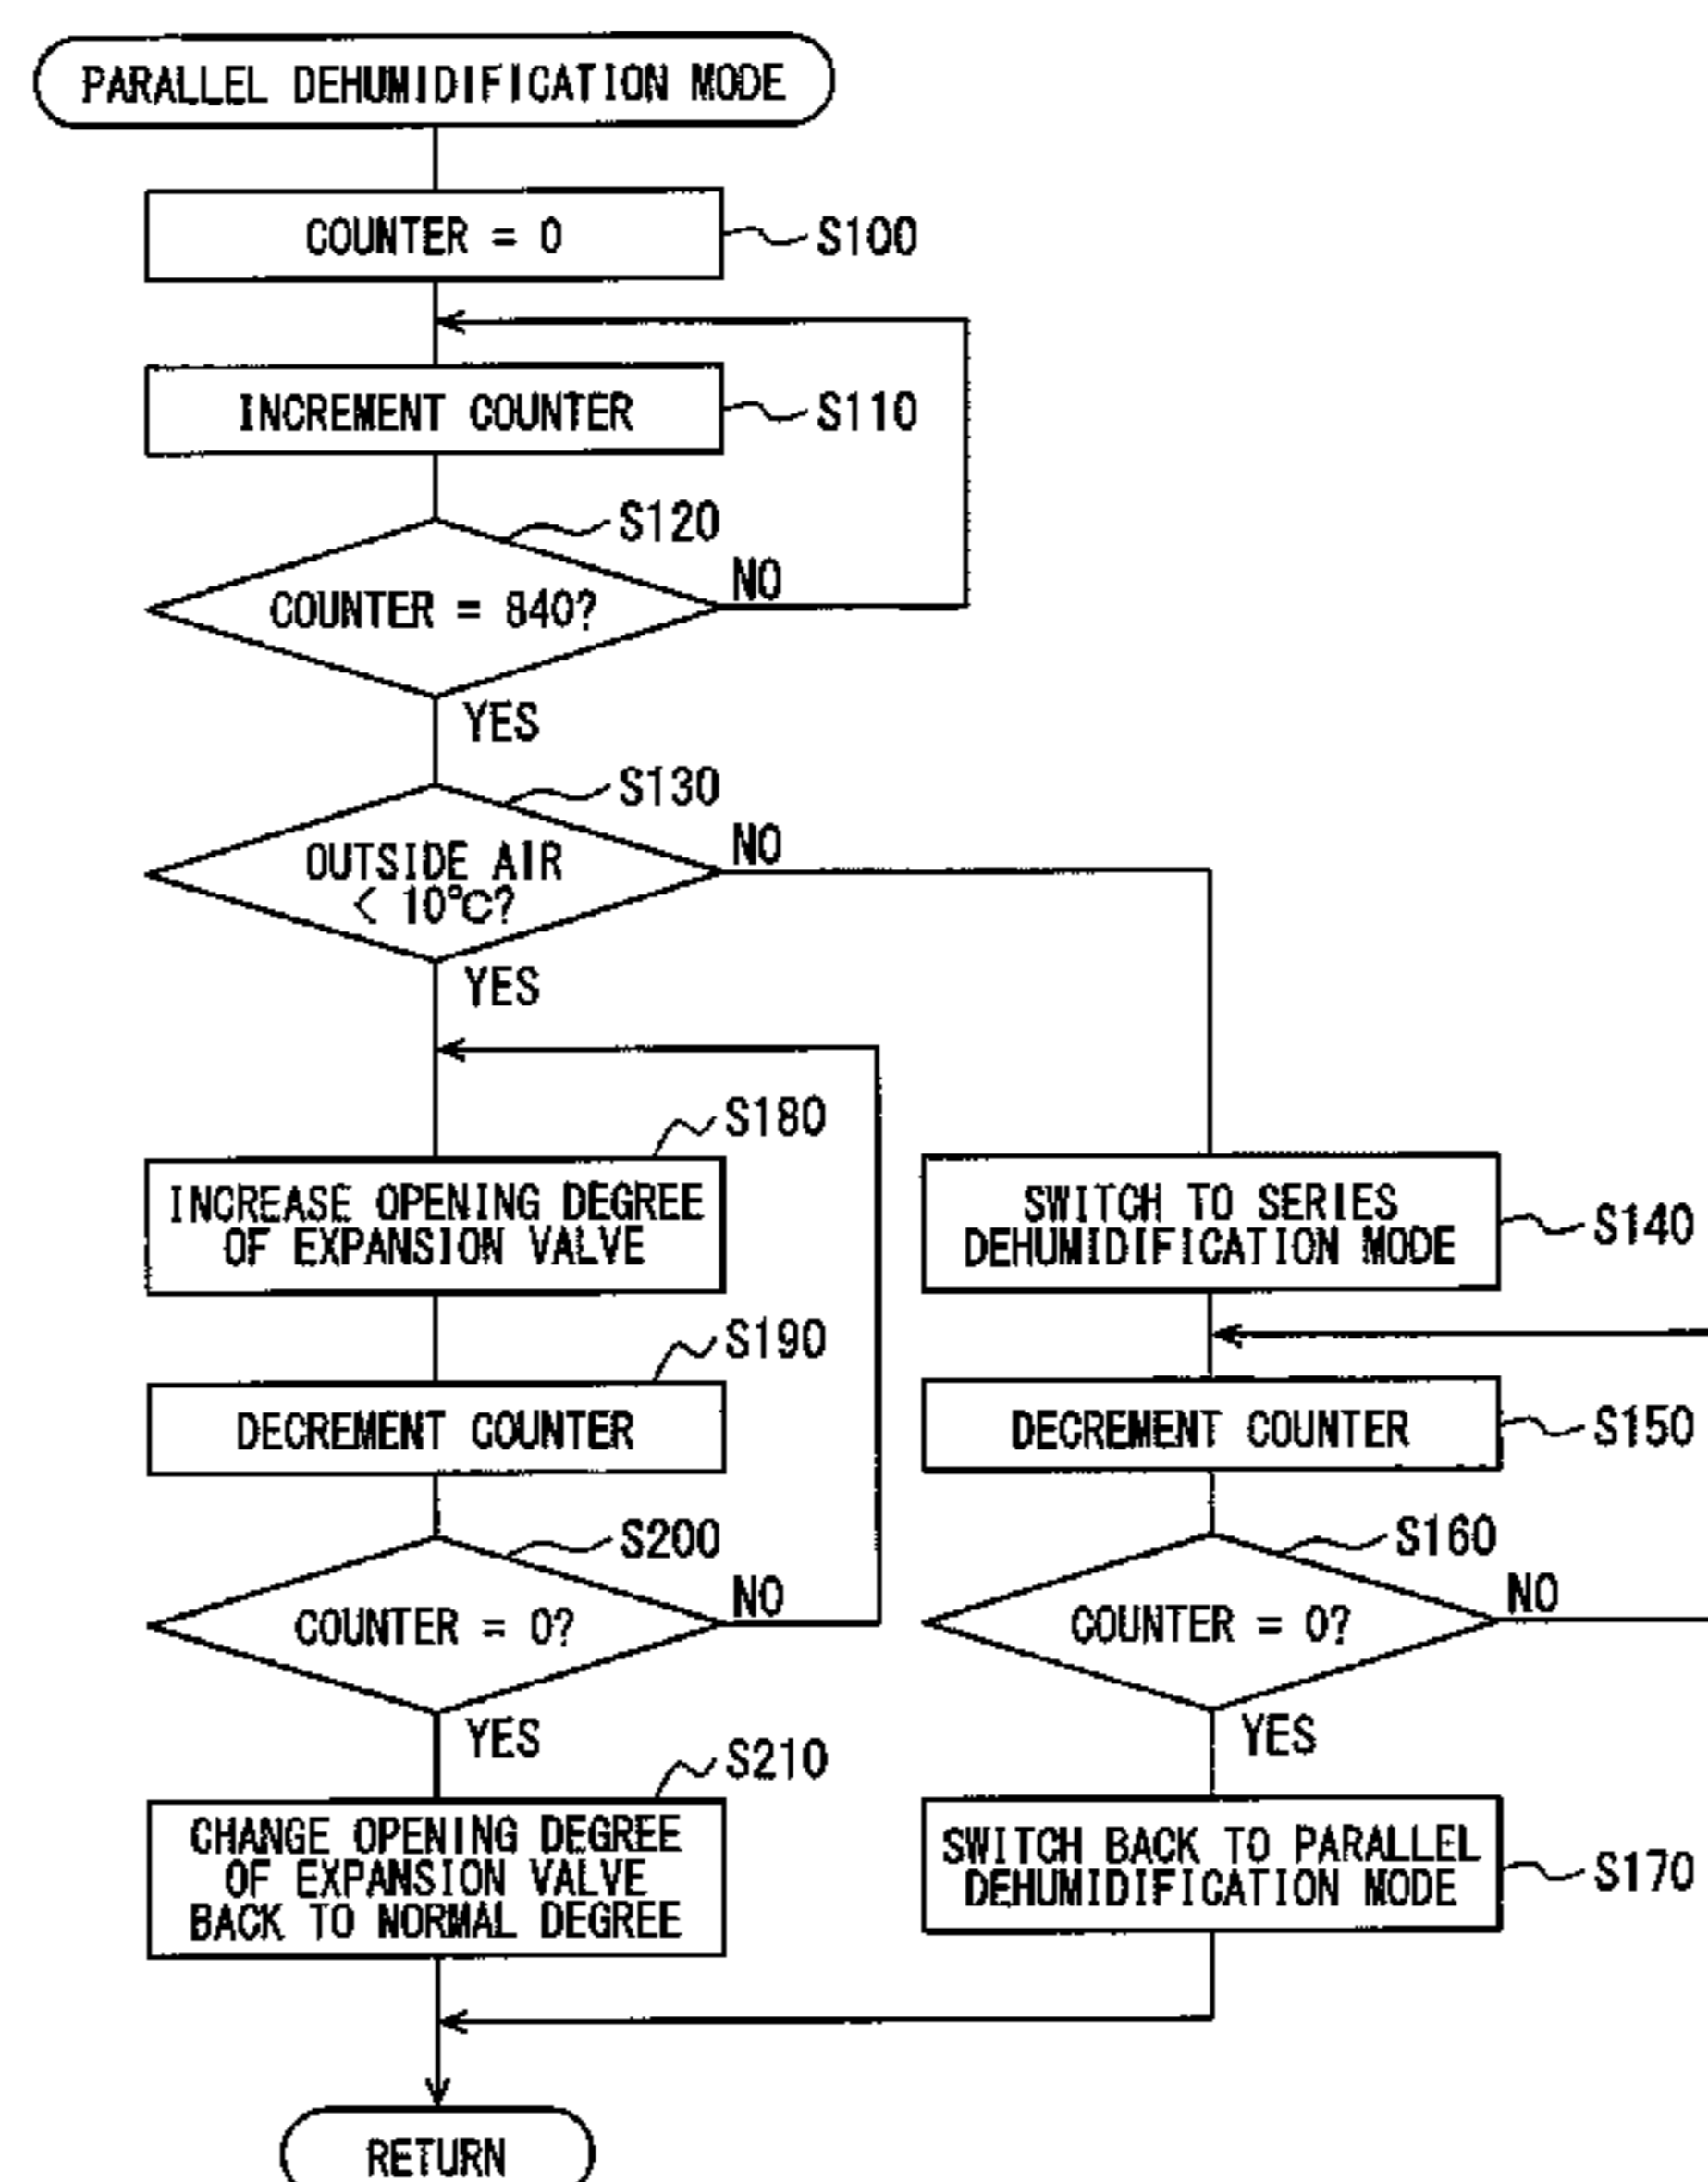 PARALLEL DEHUMIDIFICATION MODE
COUNTER = 0
S100
INCREMENT COUNTER
S110
S120
COUNTER = 840?
NO
YES
S130
OUTSIDE AIR
< 10°C?
NO
YES
S180
INCREASE OPENING DEGREE
OF EXPANSION VALVE
S190
DECREMENT COUNTER
S200
COUNTER = 0?
NO
YES
S210
CHANGE OPENING DEGREE
OF EXPANSION VALVE
BACK TO NORMAL DEGREE
SWITCH TO SERIES
DEHUMIDIFICATION MODE
S140
DECREMENT COUNTER
S150
S160
COUNTER = 0?
NO
YES
SWITCH BACK TO PARALLEL
DEHUMIDIFICATION MODE
S170
RETURN